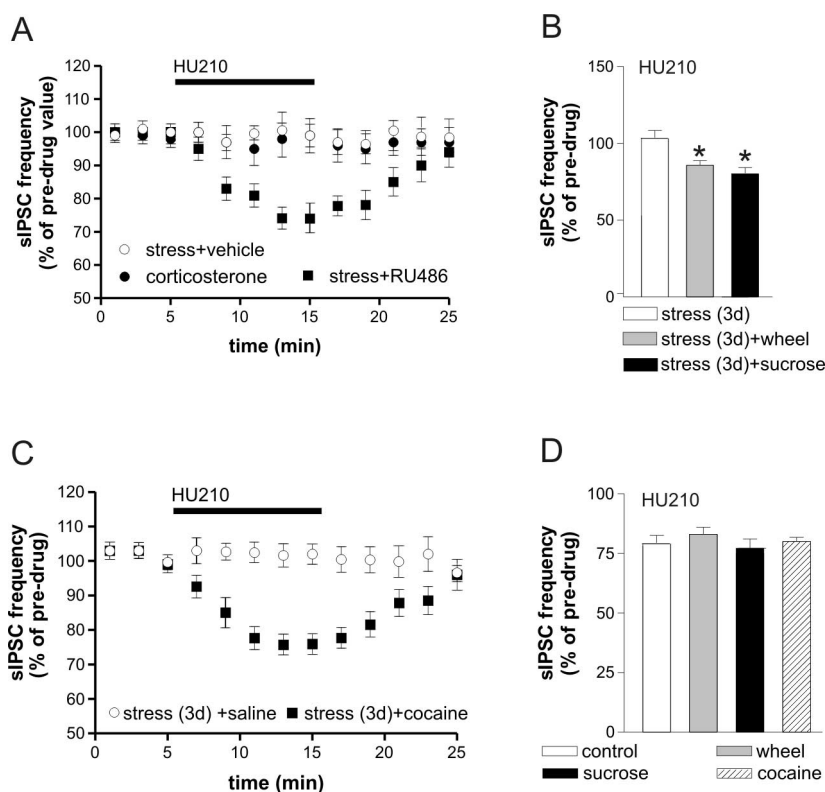 A
HU210
sIPSC frequency
(% of pre-drug value)
120
110
100
90
80
70
60
50
stress+vehicle
corticosterone
stress+RU486
0 5 10 15 20 25
time (min)
B
HU210
sIPSC frequency
(% of pre-drug)
150
100
50
0
* *
stress (3d)
stress (3d)+wheel
stress (3d)+sucrose
C
HU210
sIPSC frequency
(% of pre-drug)
120
110
100
90
80
70
60
50
stress (3d) +saline stress (3d)+cocaine
0 5 10 15 20 25
time (min)
D
HU210
sIPSC frequency
(% of pre-drug)
100
75
50
25
0
control wheel
sucrose cocaine